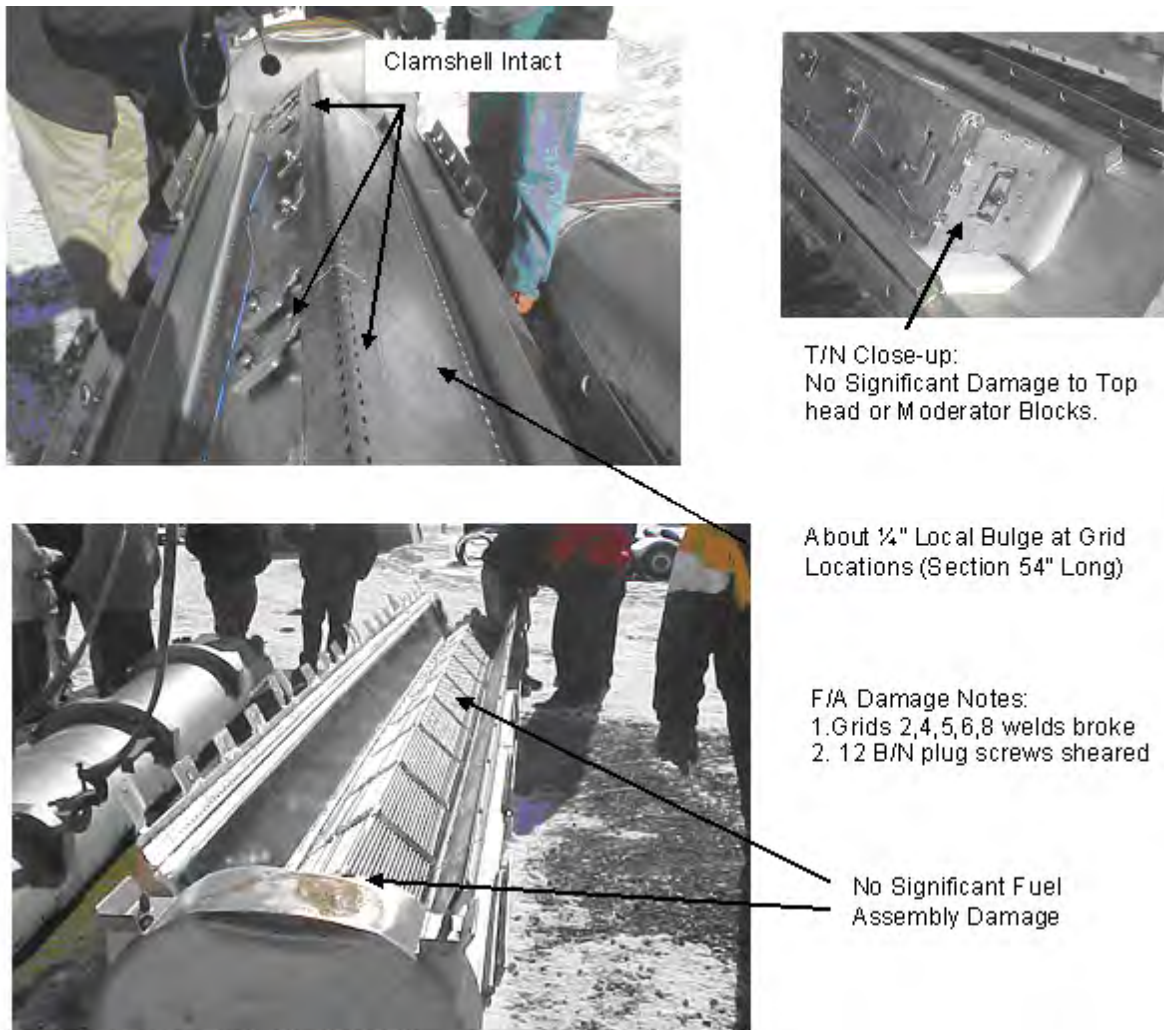 Clamshell Intact
T/N Close-up:
No Significant Damage to Top
head or Moderator Blocks.
About ¼" Local Bulge at Grid
Locations (Section 54" Long)
F/A Damage Notes:
1.Grids 2,4,5,6,8 welds broke
2. 12 B/N plug screws sheared
No Significant Fuel
Assembly Damage